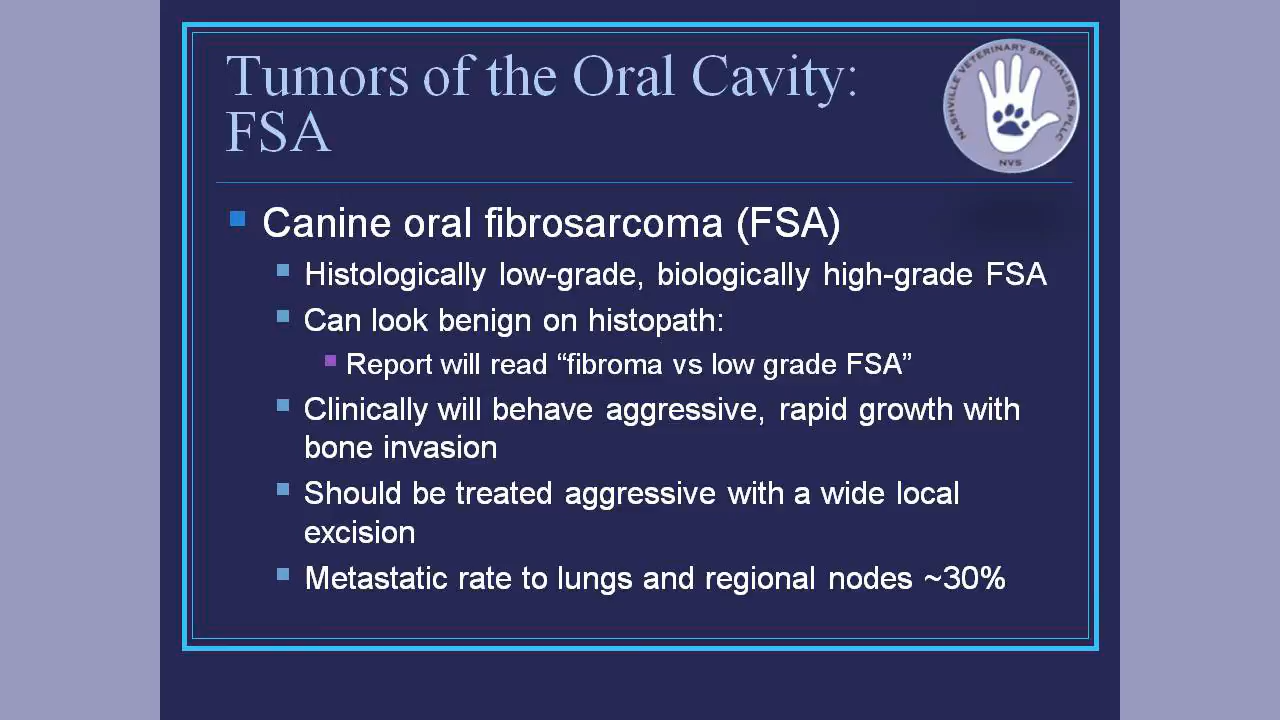 Tumors of the Oral Cavity:
FSA
NASHVILLE VETERINARY SPECIALISTS, PLLC
NVS
Canine oral fibrosarcoma (FSA)
Histologically low-grade, biologically high-grade FSA
Can look benign on histopath:
Report will read “fibroma vs low grade FSA”
Clinically will behave aggressive, rapid growth with
bone invasion
Should be treated aggressive with a wide local
excision
Metastatic rate to lungs and regional nodes ~30%